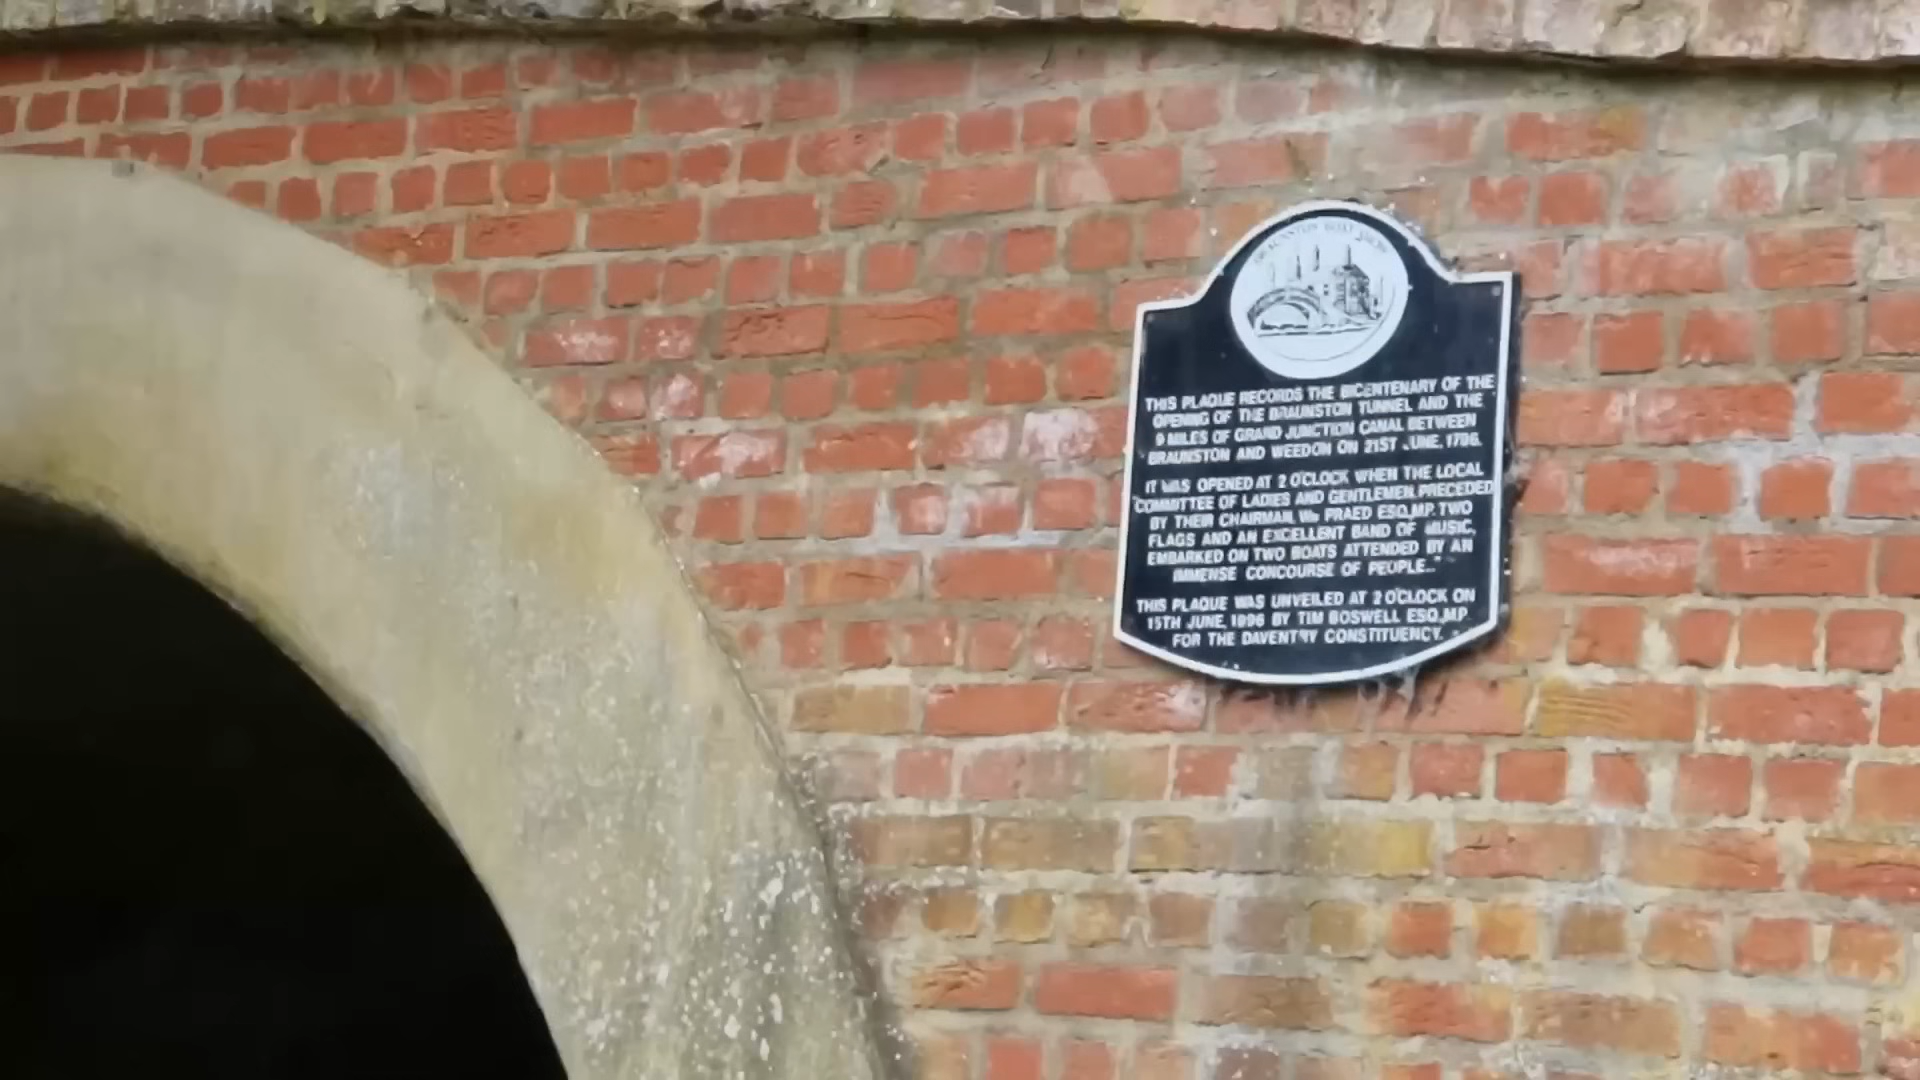 BRAUNSTON BOAT
THIS PLAQUE RECORDS THE BICENTENARY OF THE
OPENING OF THE BRAUNSTON TUNNEL AND THE
9 MILES OF GRAND JUNCTION CANAL BETWEEN
BRAUNSTON AND WEEDON ON 21ST JUNE, 1796.
IT WAS OPENED AT 2 O'CLOCK WHEN THE LOCAL
"COMMITTEE OF LADIES AND GENTLEMEN, PRECEDED
BY THEIR CHAIRMAN, Wm PRAED ESQ, MP, TWO
FLAGS AND AN EXCELLENT BAND OF MUSIC,
EMBARKED ON TWO BOATS ATTENDED BY AN
IMMENSE CONCOURSE OF PEOPLE..."
THIS PLAQUE WAS UNVEILED AT 2 O'CLOCK ON
15TH JUNE, 1996 BY TIM BOSWELL ESQ, MP
FOR THE DAVENTRY CONSTITUENCY.